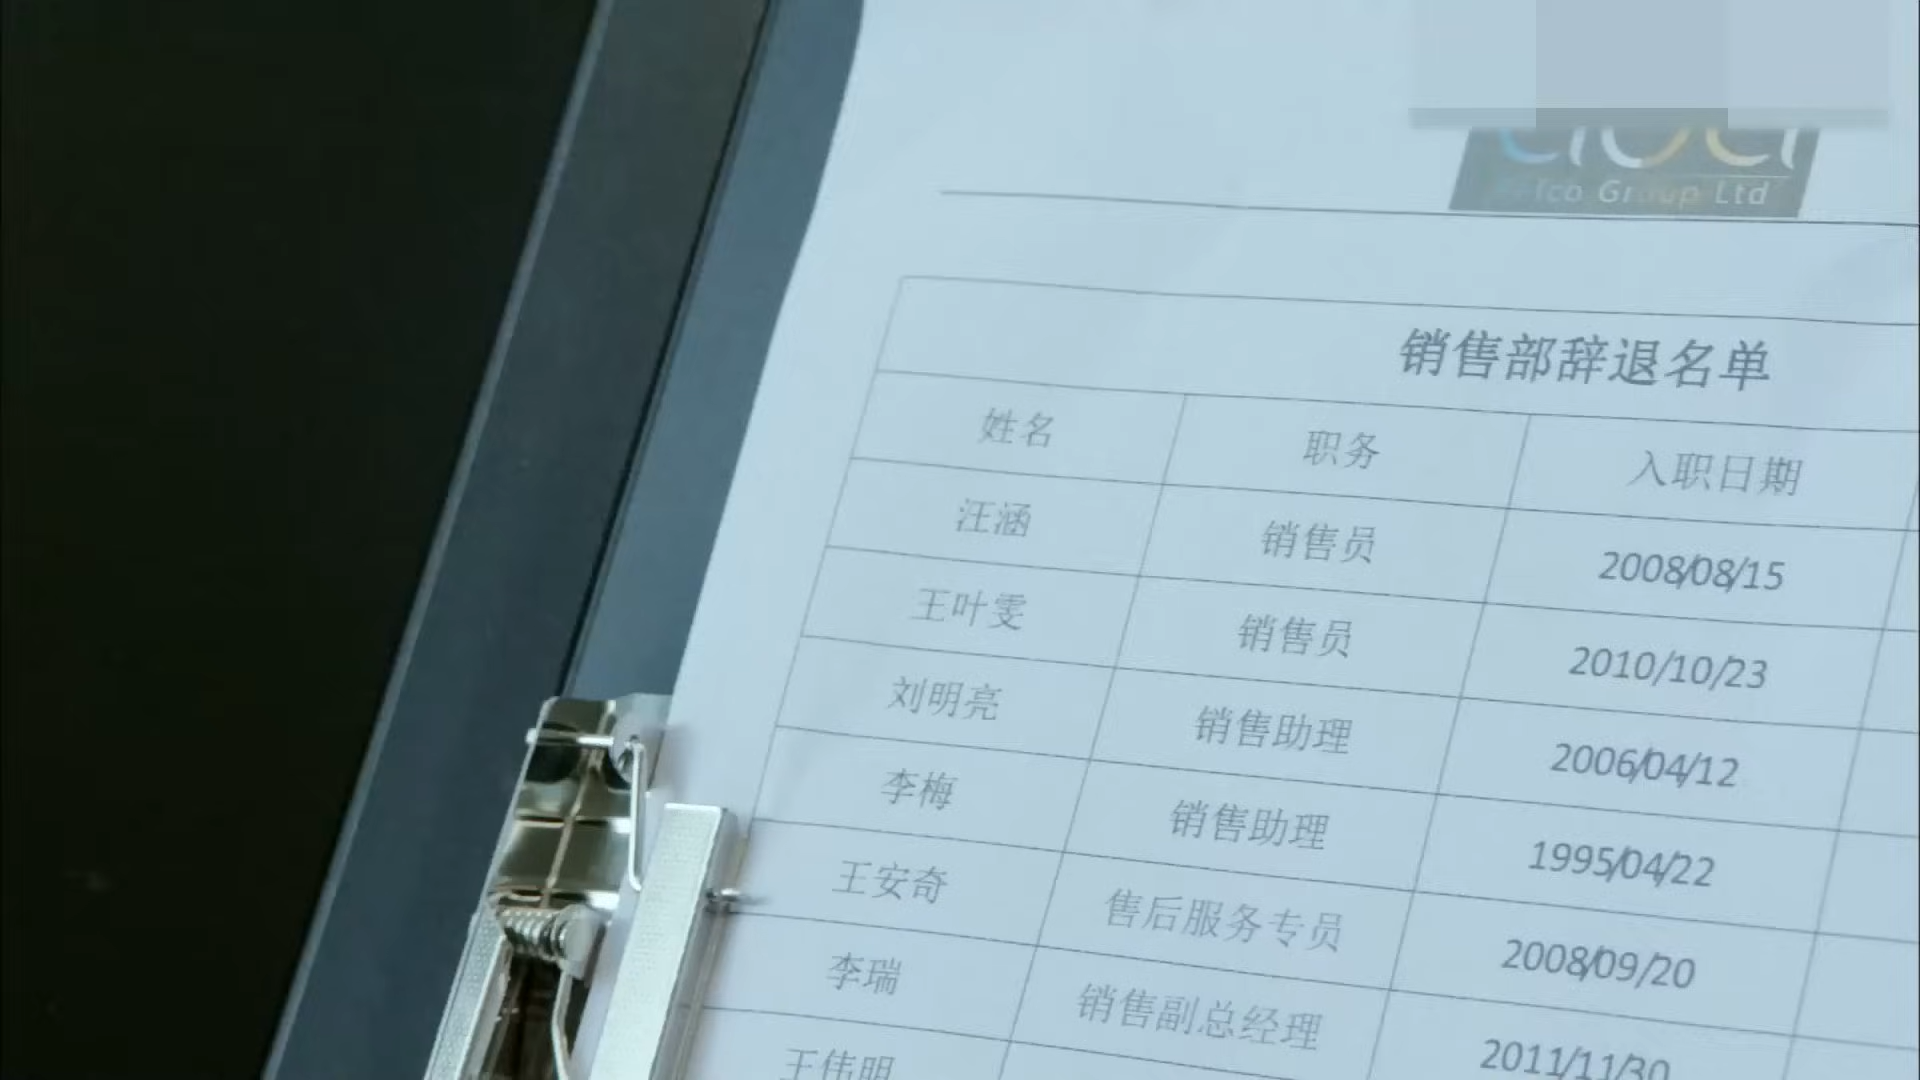 Group Ltd
销售部辞退名单
姓名 职务 入职日期
汪涵 销售员 2008/08/15
王叶雯 销售员 2010/10/23
刘明亮 销售助理 2006/04/12
李梅 销售助理 1995/04/22
王安奇 售后服务专员 2008/09/20
李瑞 销售副总经理 2011/11/30
王伟明